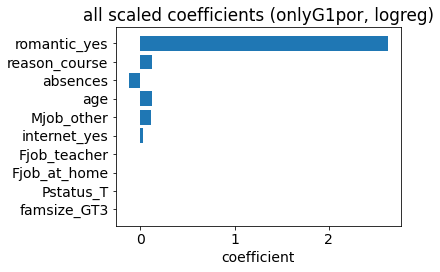 all scaled coefficients (onlyG1por, logreg)
romantic_yes
reason_course
absences
age
Mjob_other
internet_yes
Fjob_teacher
Fjob_at_home
Pstatus_T
famsize_GT3
0 1 2
coefficient